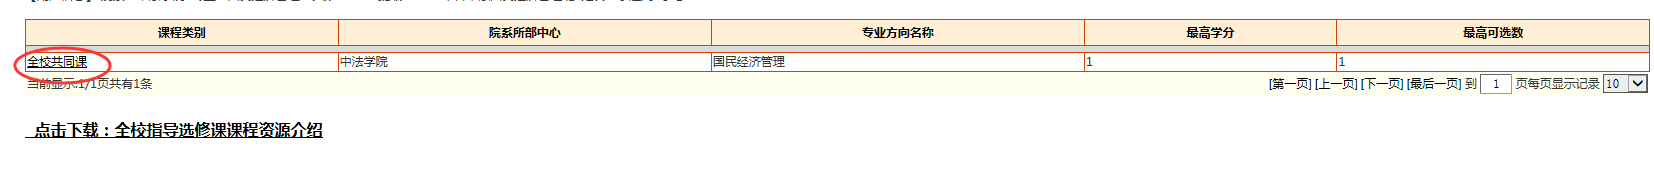 课程类别 院系所部中心 专业方向名称 最高学分 最高可选数
全校共同课 中法学院 国民经济管理 1 1
当前显示:1/1页共有1条 [第一页] [上一页] [下一页] [最后一页] 到 1 页每页显示记录 10
点击下载：全校指导选修课课程资源介绍